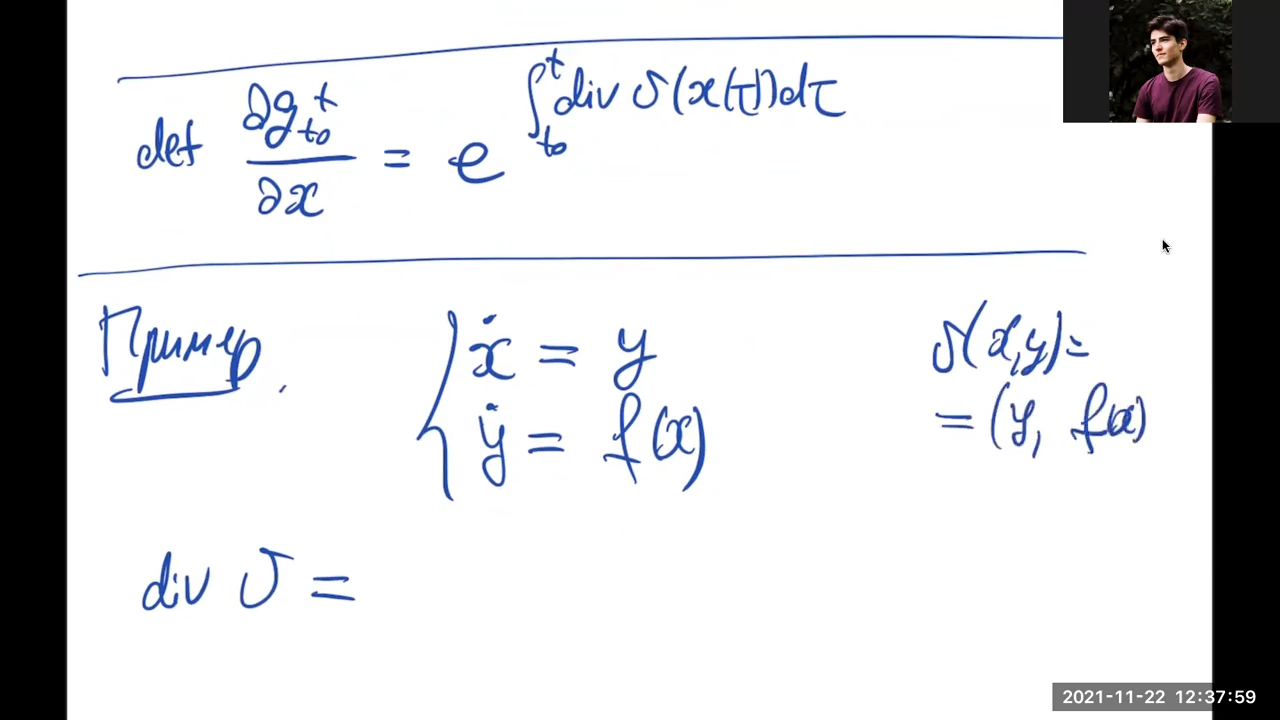 det ∂g_{t₀}^t / ∂x = e^{∫_{t₀}^t div v(x(τ))dτ}
Пример.
{ ẋ = y
ẏ = f(x)
v(x,y)=
= (y, f(x))
div v =
2021-11-22 12:37:59